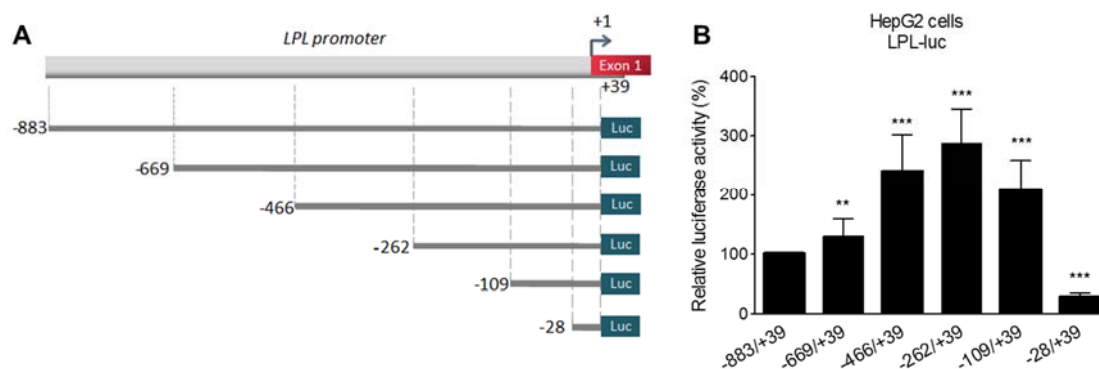 A
LPL promoter
+1
Exon 1
+39
-883
Luc
-669
Luc
-466
Luc
-262
Luc
-109
Luc
-28
Luc
B
HepG2 cells
LPL-luc
Relative luciferase activity (%)
400
300
200
100
0
**
***
***
***
***
-883/+39
-669/+39
-466/+39
-262/+39
-109/+39
-28/+39